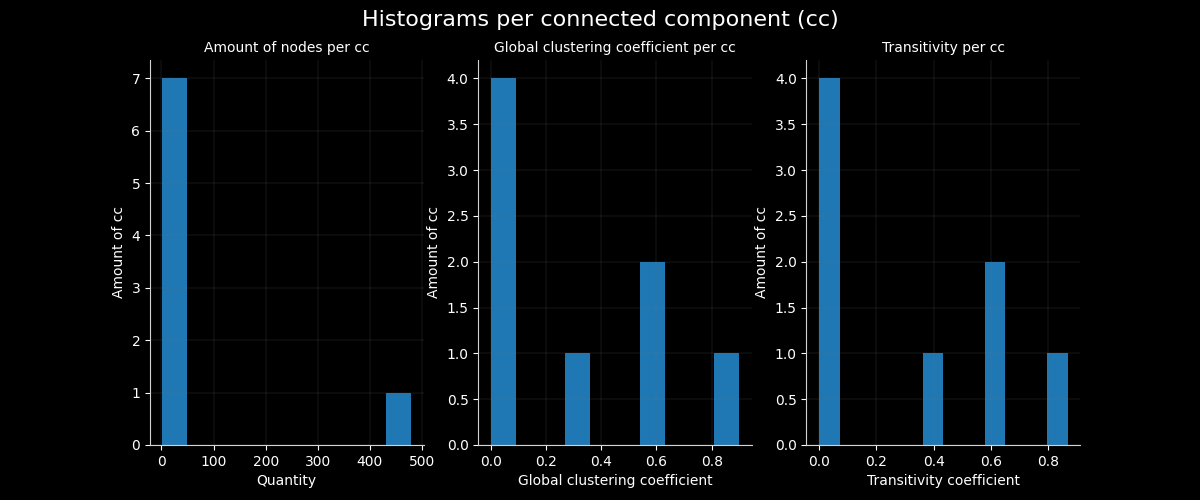 Histograms per connected component (cc)
Amount of nodes per cc
Amount of cc
7
6
5
4
3
2
1
0
0 100 200 300 400 500
Quantity
Global clustering coefficient per cc
Amount of cc
4.0
3.5
3.0
2.5
2.0
1.5
1.0
0.5
0.0
0.0 0.2 0.4 0.6 0.8
Global clustering coefficient
Transitivity per cc
Amount of cc
4.0
3.5
3.0
2.5
2.0
1.5
1.0
0.5
0.0
0.0 0.2 0.4 0.6 0.8
Transitivity coefficient